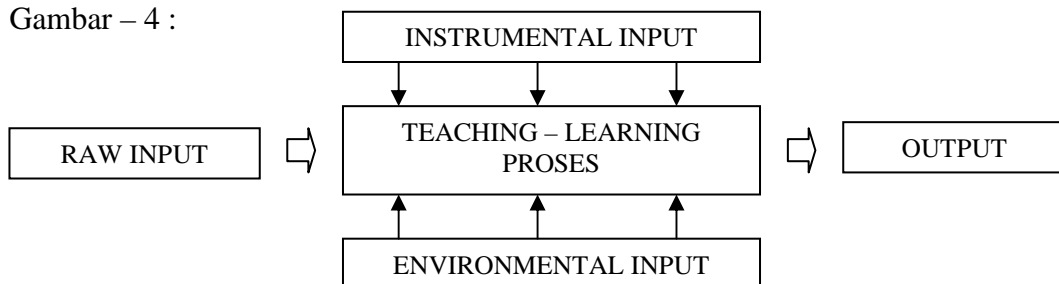 Gambar – 4 :
INSTRUMENTAL INPUT
RAW INPUT
TEACHING – LEARNING
PROSES
OUTPUT
ENVIRONMENTAL INPUT